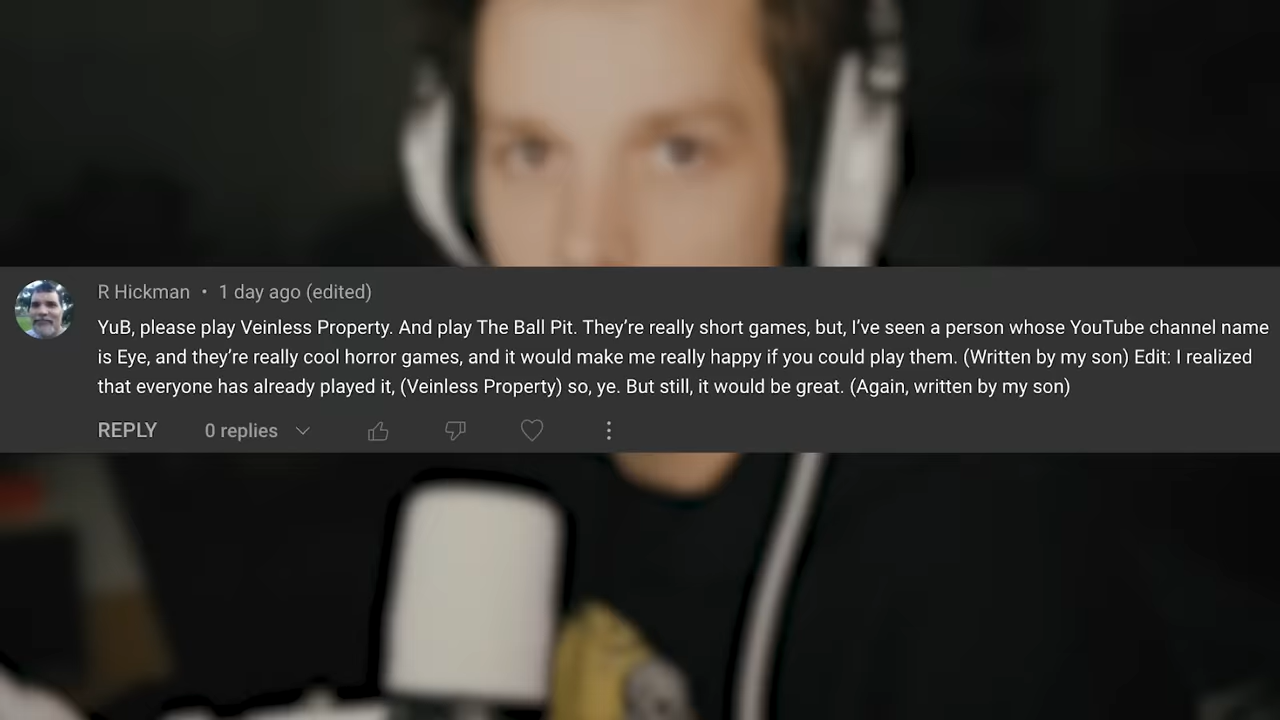 R Hickman • 1 day ago (edited)
YuB, please play Veinless Property. And play The Ball Pit. They’re really short games, but, I’ve seen a person whose YouTube channel name
is Eye, and they’re really cool horror games, and it would make me really happy if you could play them. (Written by my son) Edit: I realized
that everyone has already played it, (Veinless Property) so, ye. But still, it would be great. (Again, written by my son)
REPLY 0 replies